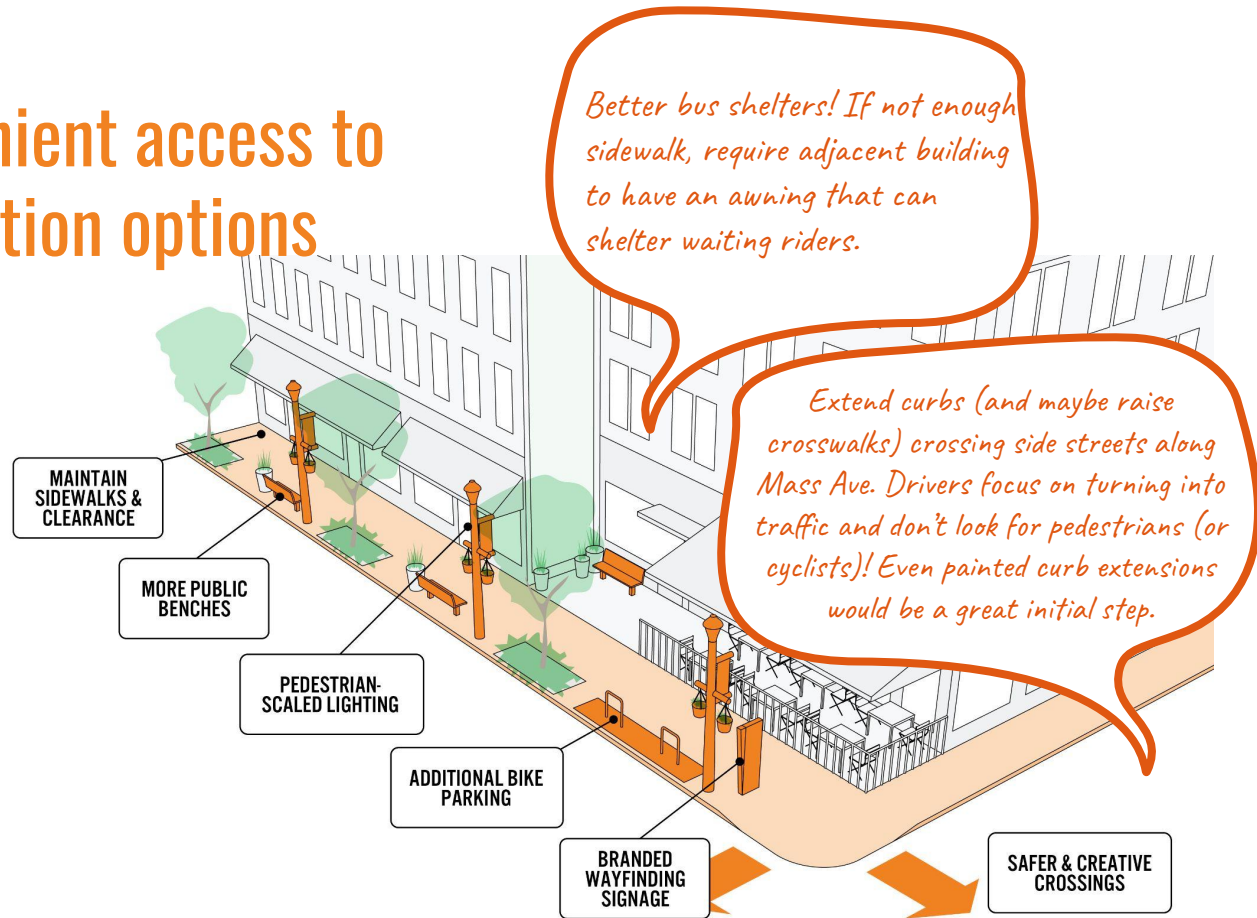 nient access to
tion options
Better bus shelters! If not enough
sidewalk, require adjacent building
to have an awning that can
shelter waiting riders.
Extend curbs (and maybe raise
crosswalks) crossing side streets along
Mass Ave. Drivers focus on turning into
traffic and don't look for pedestrians (or
cyclists)! Even painted curb extensions
would be a great initial step.
MAINTAIN
SIDEWALKS &
CLEARANCE
MORE PUBLIC
BENCHES
PEDESTRIAN-
SCALED LIGHTING
ADDITIONAL BIKE
PARKING
BRANDED
WAYFINDING
SIGNAGE
SAFER & CREATIVE
CROSSINGS